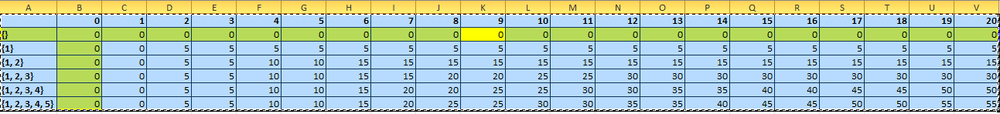 A B C D E F G H I J K L M N O P Q R S T U V
0 1 2 3 4 5 6 7 8 9 10 11 12 13 14 15 16 17 18 19 20
{} 0 0 0 0 0 0 0 0 0 0 0 0 0 0 0 0 0 0 0 0 0
{1} 0 0 5 5 5 5 5 5 5 5 5 5 5 5 5 5 5 5 5 5 5
{1, 2} 0 0 5 5 10 10 15 15 15 15 15 15 15 15 15 15 15 15 15 15 15
{1, 2, 3} 0 0 5 5 10 10 15 15 20 20 25 25 30 30 30 30 30 30 30 30 30
{1, 2, 3, 4} 0 0 5 5 10 10 15 20 25 25 25 30 30 35 35 40 40 45 45 50 50
{1, 2, 3, 4, 5} 0 0 5 5 10 10 15 20 25 25 30 30 35 35 40 45 45 50 50 55 55